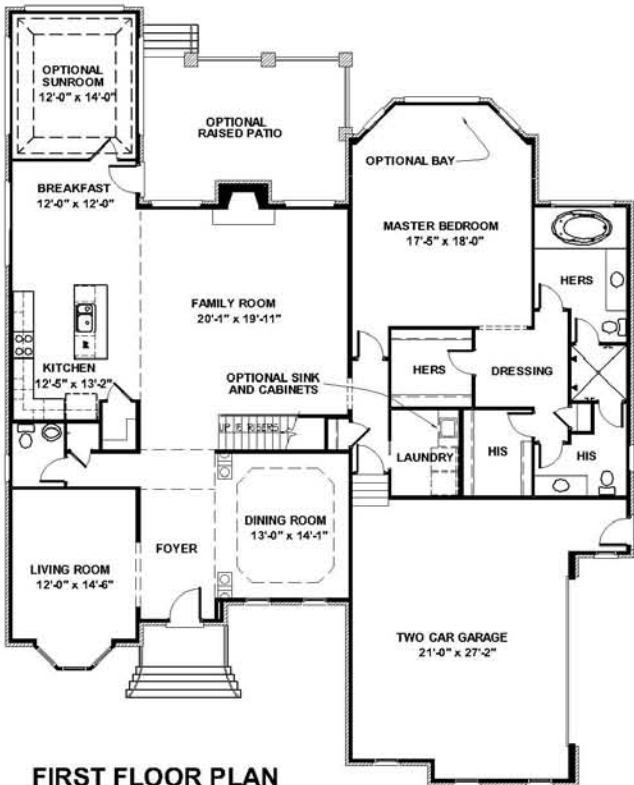 OPTIONAL
SUNROOM
12'-0" x 14'-0"
OPTIONAL
RAISED PATIO
OPTIONAL BAY
BREAKFAST
12'-0" x 12'-0"
MASTER BEDROOM
17'-5" x 18'-0"
HERS
FAMILY ROOM
20'-1" x 19'-11"
KITCHEN
12'-5" x 13'-2"
HERS
DRESSING
OPTIONAL SINK
AND CABINETS
LAUNDRY
HIS
HIS
DINING ROOM
13'-0" x 14'-1"
FOYER
LIVING ROOM
12'-0" x 14'-6"
TWO CAR GARAGE
21'-0" x 27'-2"
FIRST FLOOR PLAN